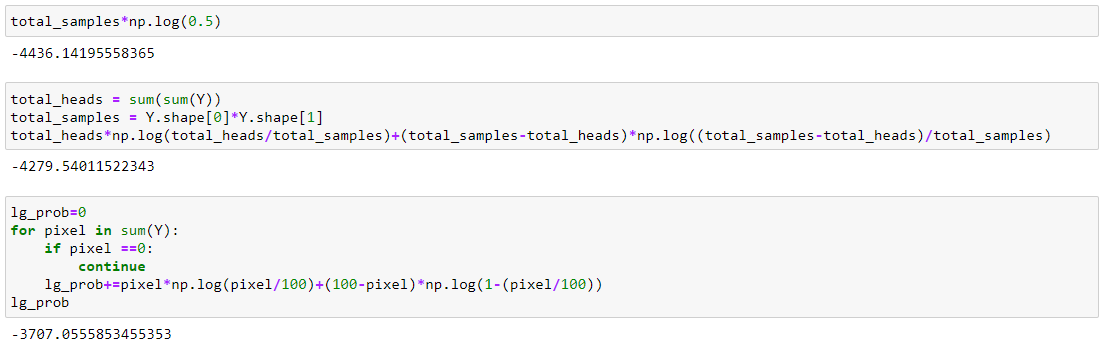 total_samples*np.log(0.5)
-4436.14195558365
total_heads = sum(sum(Y))
total_samples = Y.shape[0]*Y.shape[1]
total_heads*np.log(total_heads/total_samples)+(total_samples-total_heads)*np.log((total_samples-total_heads)/total_samples)
-4279.54011522343
lg_prob=0
for pixel in sum(Y):
    if pixel ==0:
        continue
    lg_prob+=pixel*np.log(pixel/100)+(100-pixel)*np.log(1-(pixel/100))
lg_prob
-3707.0555853455353